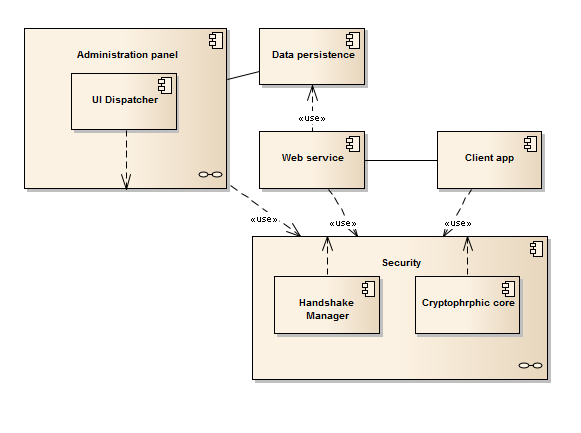 Administration panel
Data persistence
UI Dispatcher
«use»
Web service
Client app
«use»
«use»
«use»
Security
Handshake
Manager
Cryptophrphic core